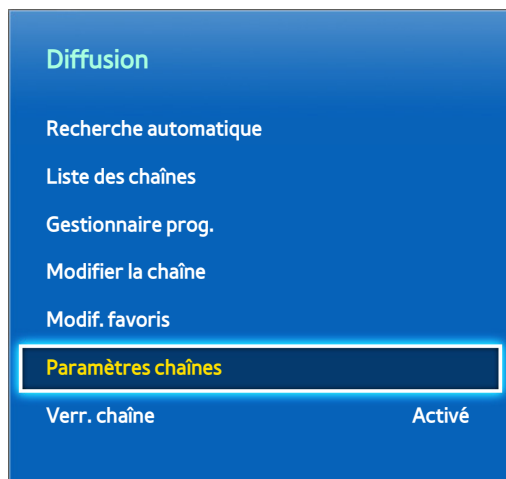 Diffusion
Recherche automatique
Liste des chaînes
Gestionnaire prog.
Modifier la chaîne
Modif. favoris
Paramètres chaînes
Verr. chaîne Activé